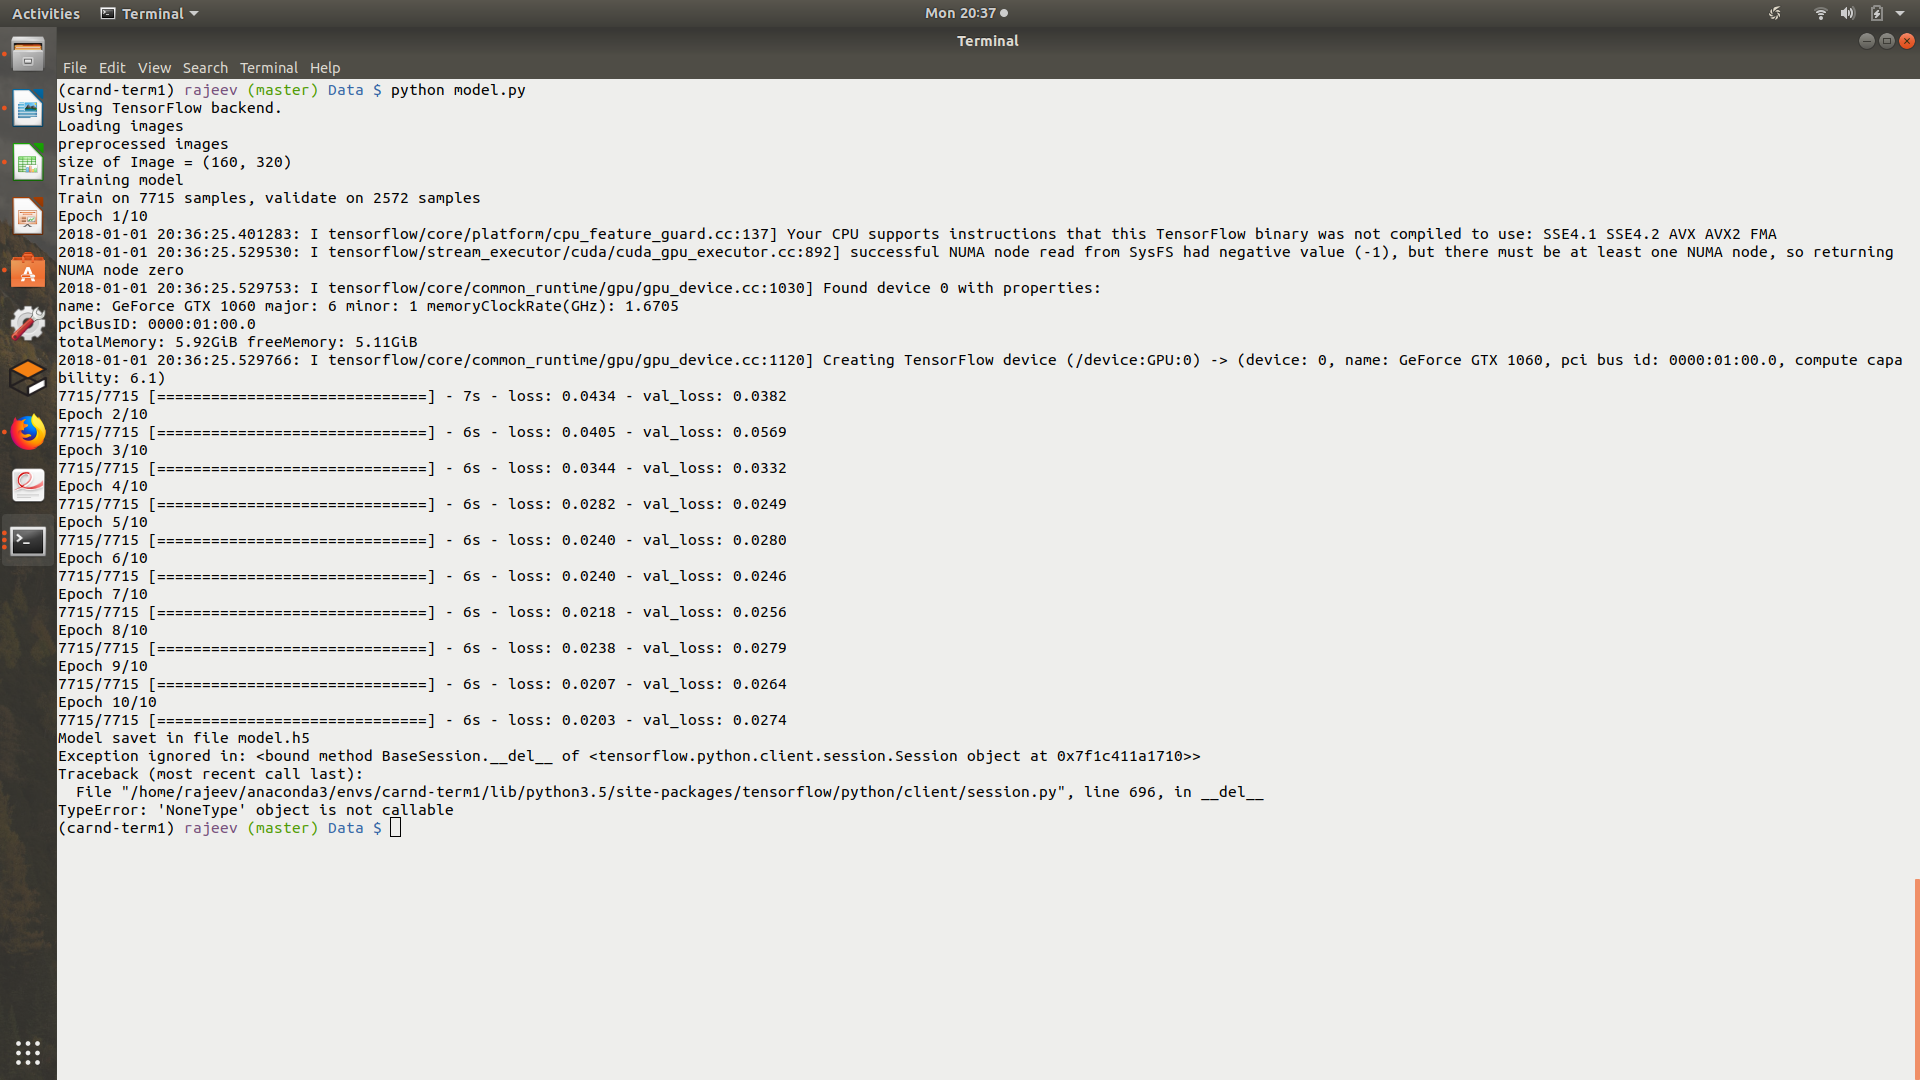 Activities Terminal Mon 20:37
Terminal
File Edit View Search Terminal Help
(carnd-term1) rajeev (master) Data $ python model.py
Using TensorFlow backend.
Loading images
preprocessed images
size of Image = (160, 320)
Training model
Train on 7715 samples, validate on 2572 samples
Epoch 1/10
2018-01-01 20:36:25.401283: I tensorflow/core/platform/cpu_feature_guard.cc:137] Your CPU supports instructions that this TensorFlow binary was not compiled to use: SSE4.1 SSE4.2 AVX AVX2 FMA
2018-01-01 20:36:25.529530: I tensorflow/stream_executor/cuda/cuda_gpu_executor.cc:892] successful NUMA node read from SysFS had negative value (-1), but there must be at least one NUMA node, so returning
NUMA node zero
2018-01-01 20:36:25.529753: I tensorflow/core/common_runtime/gpu/gpu_device.cc:1030] Found device 0 with properties:
name: GeForce GTX 1060 major: 6 minor: 1 memoryClockRate(GHz): 1.6705
pciBusID: 0000:01:00.0
totalMemory: 5.92GiB freeMemory: 5.11GiB
2018-01-01 20:36:25.529766: I tensorflow/core/common_runtime/gpu/gpu_device.cc:1120] Creating TensorFlow device (/device:GPU:0) -> (device: 0, name: GeForce GTX 1060, pci bus id: 0000:01:00.0, compute capa
bility: 6.1)
7715/7715 [==============================] - 7s - loss: 0.0434 - val_loss: 0.0382
Epoch 2/10
7715/7715 [==============================] - 6s - loss: 0.0405 - val_loss: 0.0569
Epoch 3/10
7715/7715 [==============================] - 6s - loss: 0.0344 - val_loss: 0.0332
Epoch 4/10
7715/7715 [==============================] - 6s - loss: 0.0282 - val_loss: 0.0249
Epoch 5/10
7715/7715 [==============================] - 6s - loss: 0.0240 - val_loss: 0.0280
Epoch 6/10
7715/7715 [==============================] - 6s - loss: 0.0240 - val_loss: 0.0246
Epoch 7/10
7715/7715 [==============================] - 6s - loss: 0.0218 - val_loss: 0.0256
Epoch 8/10
7715/7715 [==============================] - 6s - loss: 0.0238 - val_loss: 0.0279
Epoch 9/10
7715/7715 [==============================] - 6s - loss: 0.0207 - val_loss: 0.0264
Epoch 10/10
7715/7715 [==============================] - 6s - loss: 0.0203 - val_loss: 0.0274
Model savet in file model.h5
Exception ignored in: <bound method BaseSession.__del__ of <tensorflow.python.client.session.Session object at 0x7f1c411a1710>>
Traceback (most recent call last):
  File "/home/rajeev/anaconda3/envs/carnd-term1/lib/python3.5/site-packages/tensorflow/python/client/session.py", line 696, in __del__
TypeError: 'NoneType' object is not callable
(carnd-term1) rajeev (master) Data $